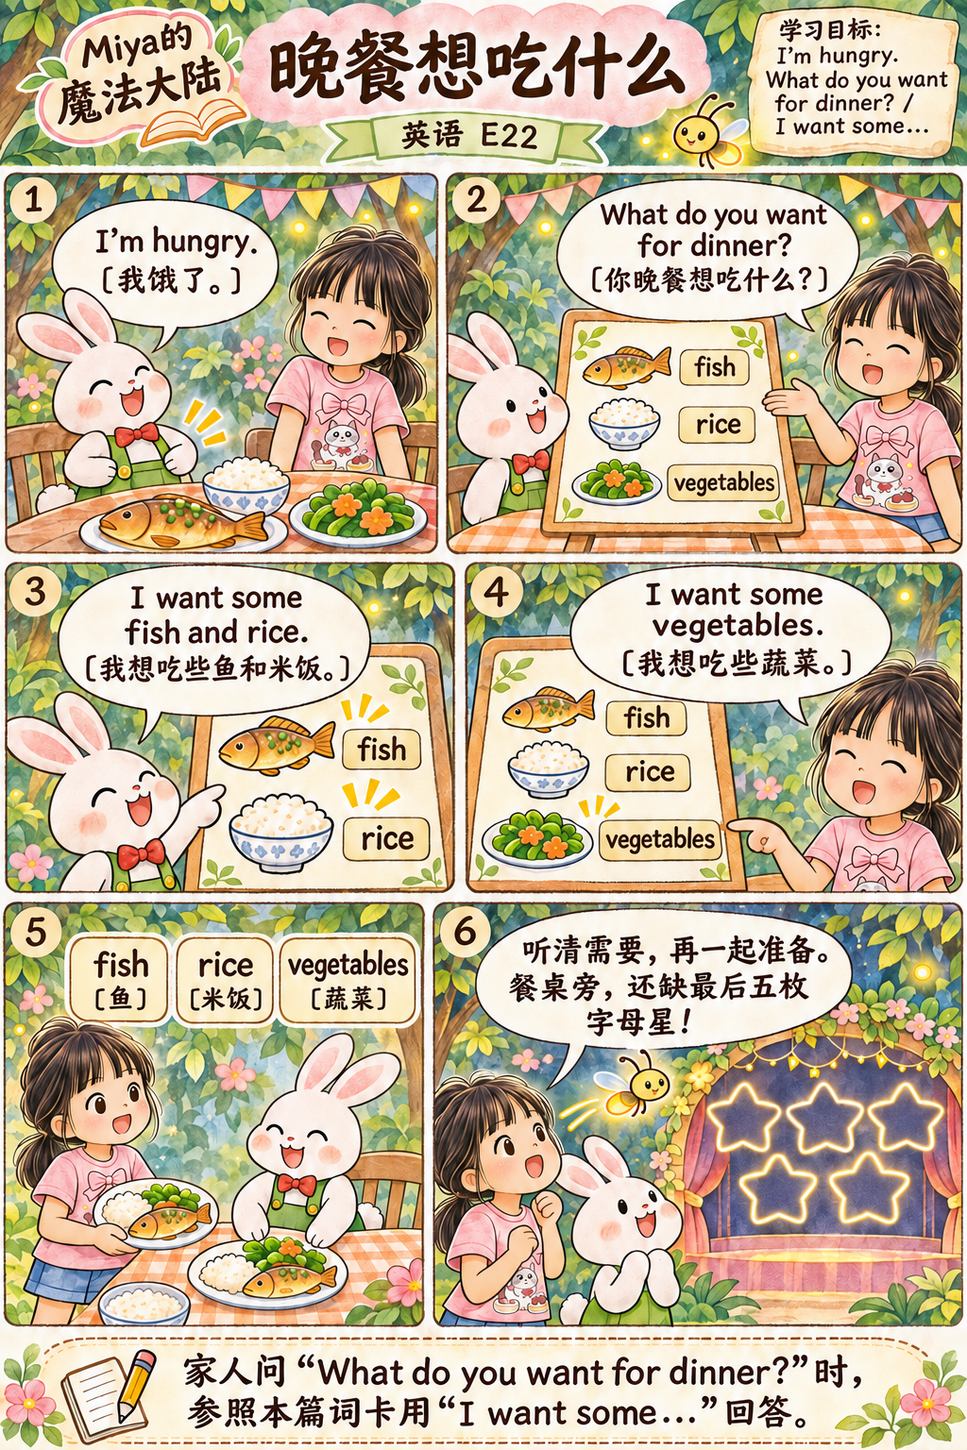 Miya的
魔法大陆
晚餐想吃什么
英语 E22
学习目标:
I'm hungry.
What do you want
for dinner? /
I want some...
1
I'm hungry.
[我饿了。]
2
What do you want
for dinner?
[你晚餐想吃什么?]
fish
rice
vegetables
3
I want some
fish and rice.
[我想吃些鱼和米饭。]
fish
rice
4
I want some
vegetables.
[我想吃些蔬菜。]
fish
rice
vegetables
5
fish
[鱼]
rice
[米饭]
vegetables
[蔬菜]
6
听清需要，再一起准备。
餐桌旁，还缺最后五枚
字母星！
家人问“What do you want for dinner?”时，
参照本篇词卡用“I want some...”回答。